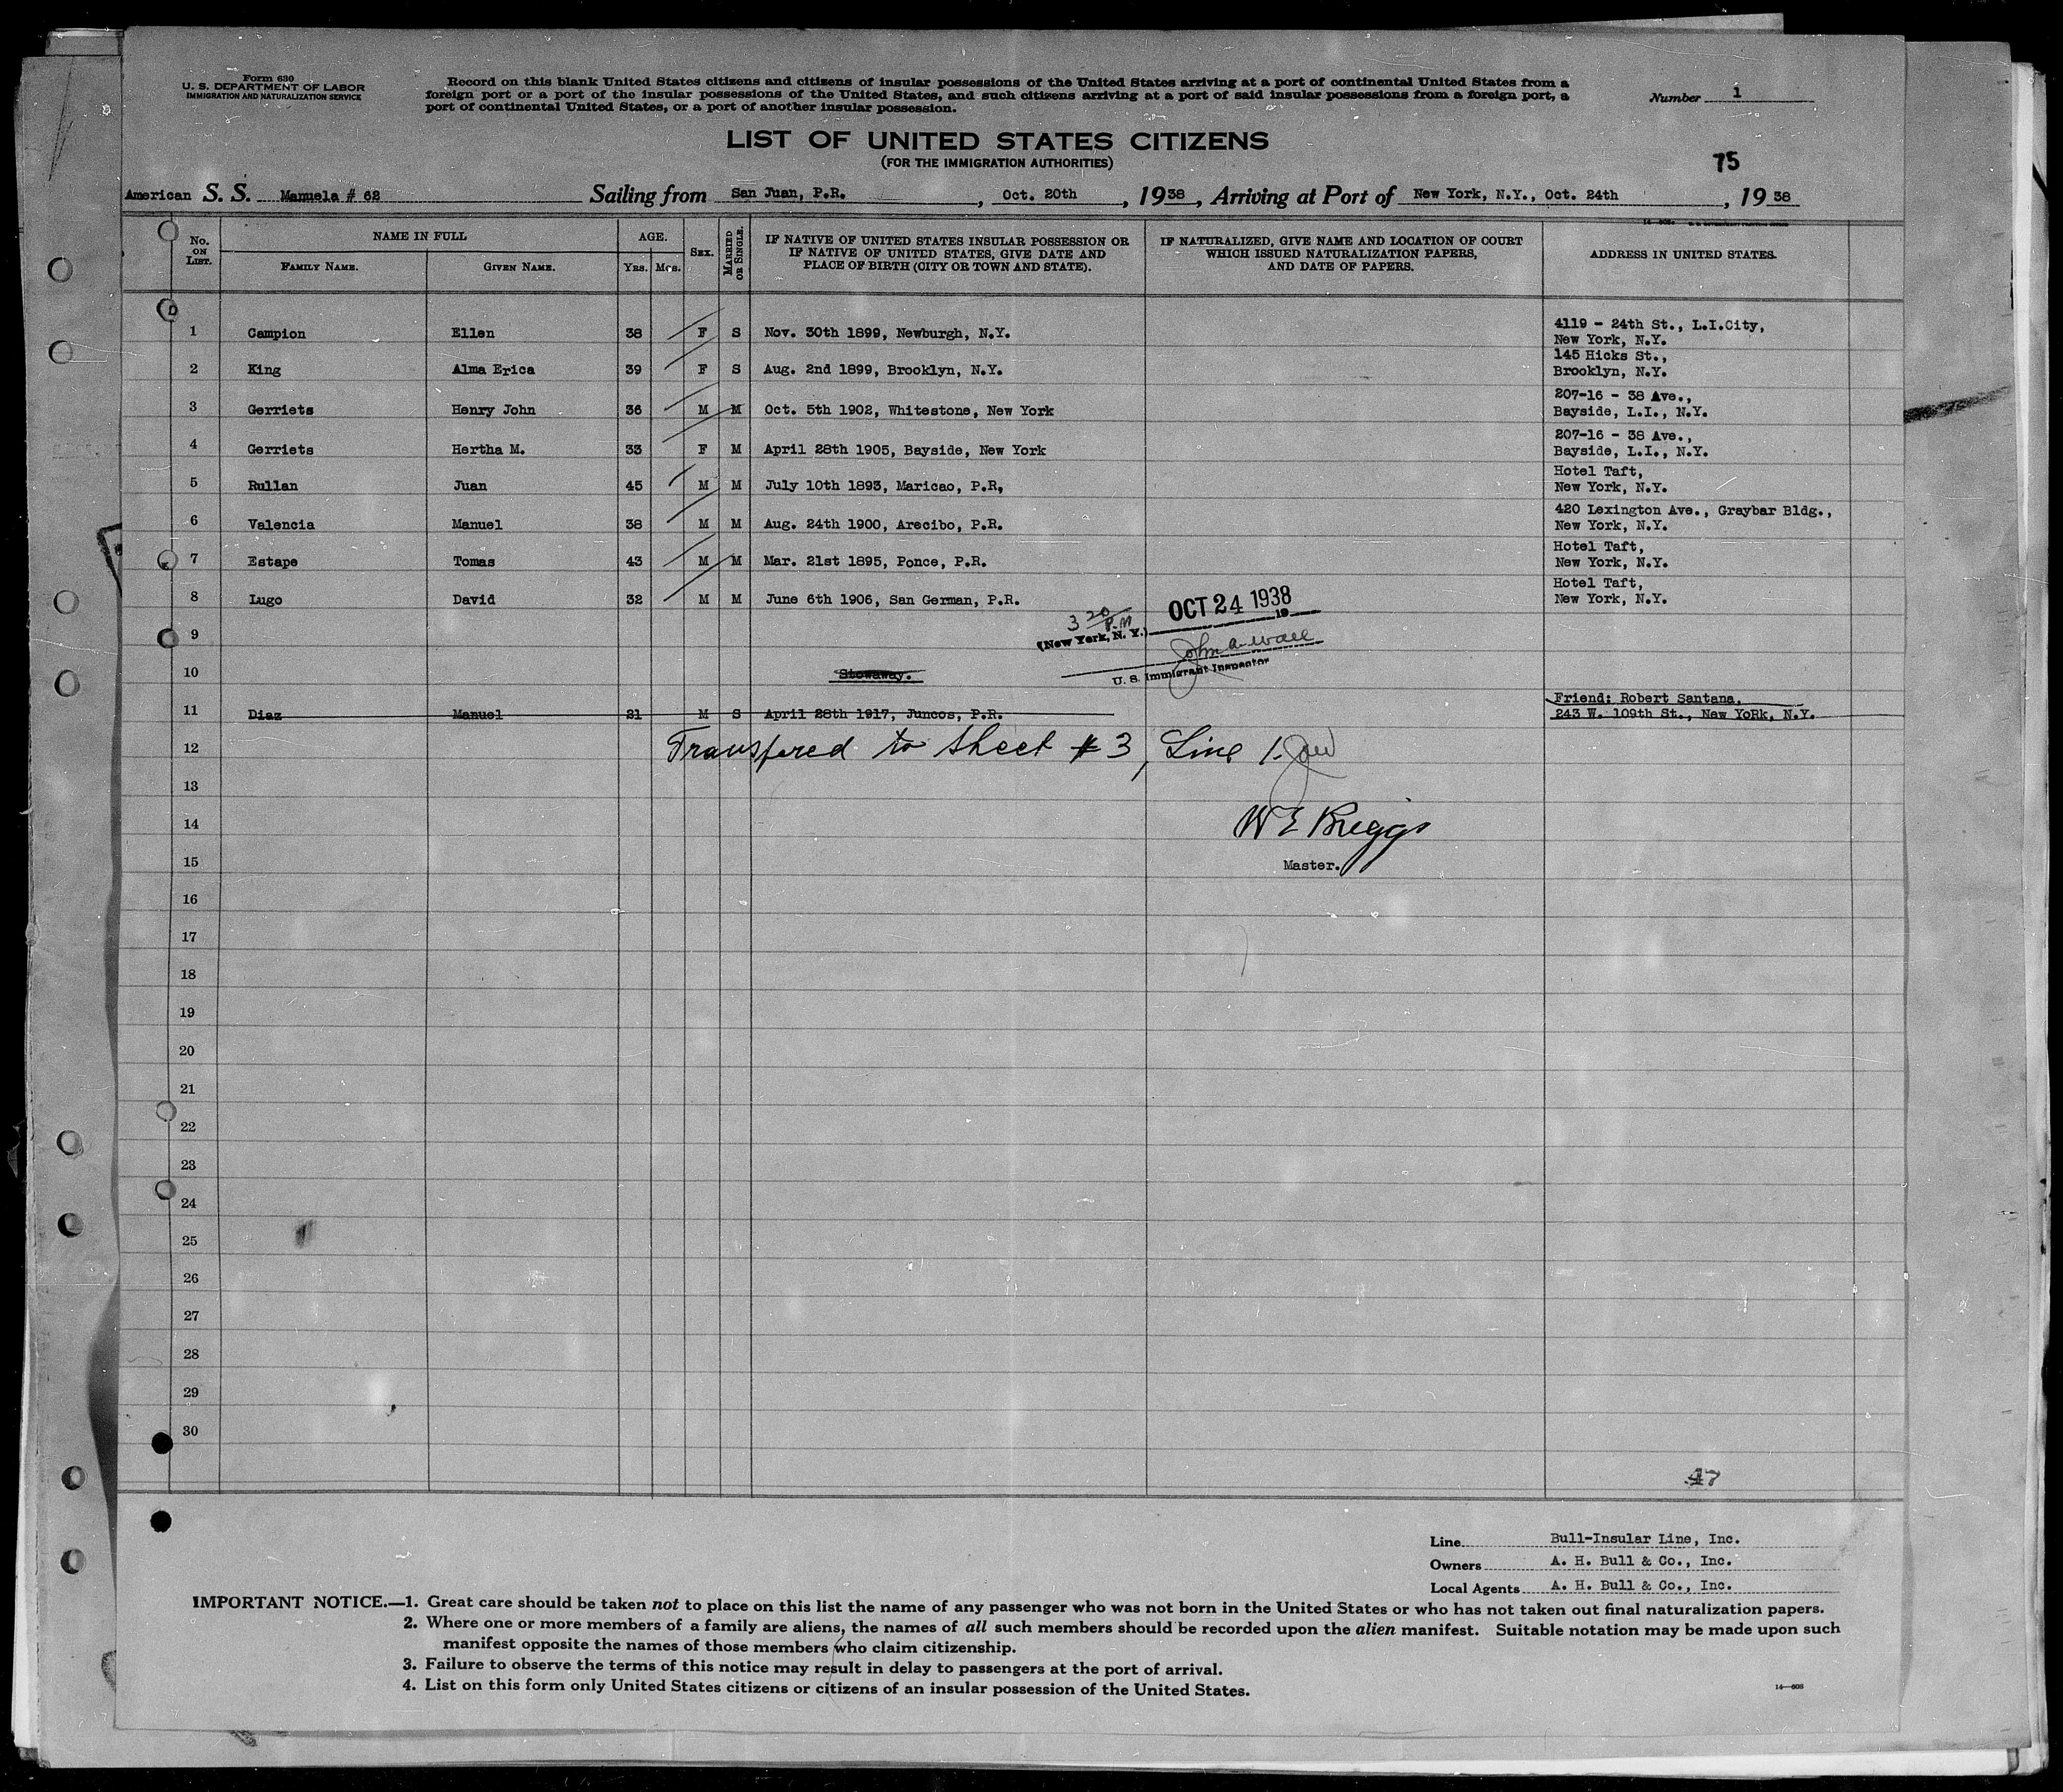 Form 630
U. S. DEPARTMENT OF LABOR
IMMIGRATION AND NATURALIZATION SERVICE
Record on this blank United States citizens and citizens of insular possessions of the United States arriving at a port of continental United States from a
foreign port or a port of the insular possessions of the United States, and such citizens arriving at a port of said insular possessions from a foreign port, a
port of continental United States, or a port of another insular possession.
Number 1
LIST OF UNITED STATES CITIZENS
(FOR THE IMMIGRATION AUTHORITIES)
75
American S. S. Manuela # 62 Sailing from San Juan, P.R. , Oct. 20th , 1938 , Arriving at Port of New York, N.Y., Oct. 24th , 1938
No. ON LIST. NAME IN FULL AGE. SEX. MARRIED OR SINGLE. IF NATIVE OF UNITED STATES INSULAR POSSESSION OR IF NATIVE OF UNITED STATES, GIVE DATE AND PLACE OF BIRTH (CITY OR TOWN AND STATE). IF NATURALIZED, GIVE NAME AND LOCATION OF COURT WHICH ISSUED NATURALIZATION PAPERS, AND DATE OF PAPERS. ADDRESS IN UNITED STATES.
FAMILY NAME. GIVEN NAME. YRS. MOS.
D
1 Campion Ellen 38 F S Nov. 30th 1899, Newburgh, N.Y. 4119 - 24th St., L.I.City,
New York, N.Y.
2 King Alma Erica 39 F S Aug. 2nd 1899, Brooklyn, N.Y. 145 Hicks St.,
Brooklyn, N.Y.
3 Gerriets Henry John 36 M M Oct. 5th 1902, Whitestone, New York 207-16 - 38 Ave.,
Bayside, L.I., N.Y.
4 Gerriets Hertha M. 33 F M April 28th 1905, Bayside, New York 207-16 - 38 Ave.,
Bayside, L.I., N.Y.
5 Rullan Juan 45 M M July 10th 1893, Maricao, P.R, Hotel Taft,
New York, N.Y.
6 Valencia Manuel 38 M M Aug. 24th 1900, Arecibo, P.R. 420 Lexington Ave., Graybar Bldg.,
New York, N.Y.
7 Estape Tomas 43 M M Mar. 21st 1895, Ponce, P.R. Hotel Taft,
New York, N.Y.
8 Lugo David 32 M M June 6th 1906, San German, P.R. Hotel Taft,
New York, N.Y.
3 20 P.M OCT 24 1938
(New York, N. Y.) 19
9
John A Wall
10 Stowaway. U. S. Immigrant Inspector
11 Diaz Manuel 21 M S April 28th 1917, Juncos, P.R. Friend: Robert Santana,
243 W. 109th St., New YoRk, N.Y.
12 Transfered to sheet # 3, Line 1. JAW
13
14 W E Briggs
15 Master.
16
17
18
19
20
21
22
23
24
25
26
27
28
29
30
47
Line Bull-Insular Line, Inc.
Owners A. H. Bull & Co., Inc.
Local Agents A. H. Bull & Co., Inc.
IMPORTANT NOTICE.—1. Great care should be taken not to place on this list the name of any passenger who was not born in the United States or who has not taken out final naturalization papers.
2. Where one or more members of a family are aliens, the names of all such members should be recorded upon the alien manifest. Suitable notation may be made upon such
manifest opposite the names of those members who claim citizenship.
3. Failure to observe the terms of this notice may result in delay to passengers at the port of arrival.
4. List on this form only United States citizens or citizens of an insular possession of the United States.
14—608